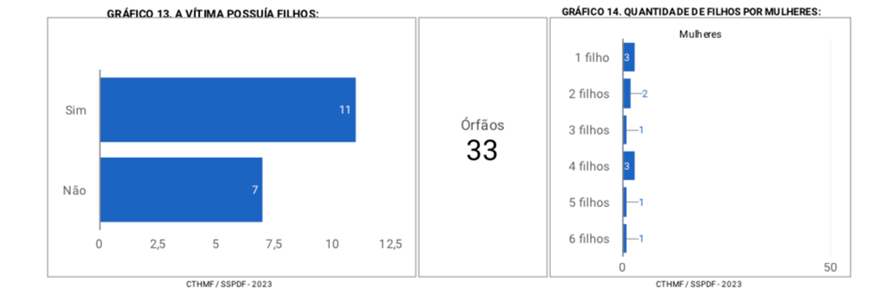 GRÁFICO 13. A VÍTIMA POSSUÍA FILHOS:
Sim
11
Não
7
0
2,5
5
7,5
10
12,5
CTHMF / SSPDF - 2023
Órfãos
33
GRÁFICO 14. QUANTIDADE DE FILHOS POR MULHERES:
Mulheres
1 filho
3
2 filhos
2
3 filhos
1
4 filhos
3
5 filhos
1
6 filhos
1
0
50
CTHMF / SSPDF - 2023